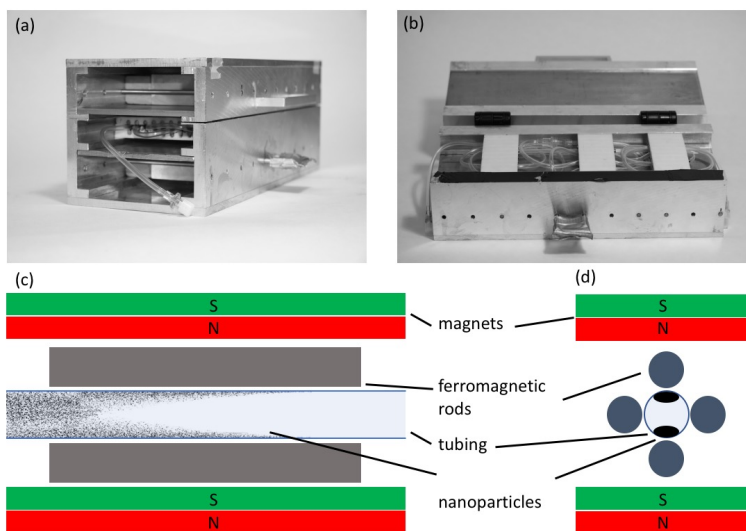 (a)
(b)
(c)
(d)
S
N
magnets
S
N
ferromagnetic
rods
tubing
nanoparticles
S
N
S
N